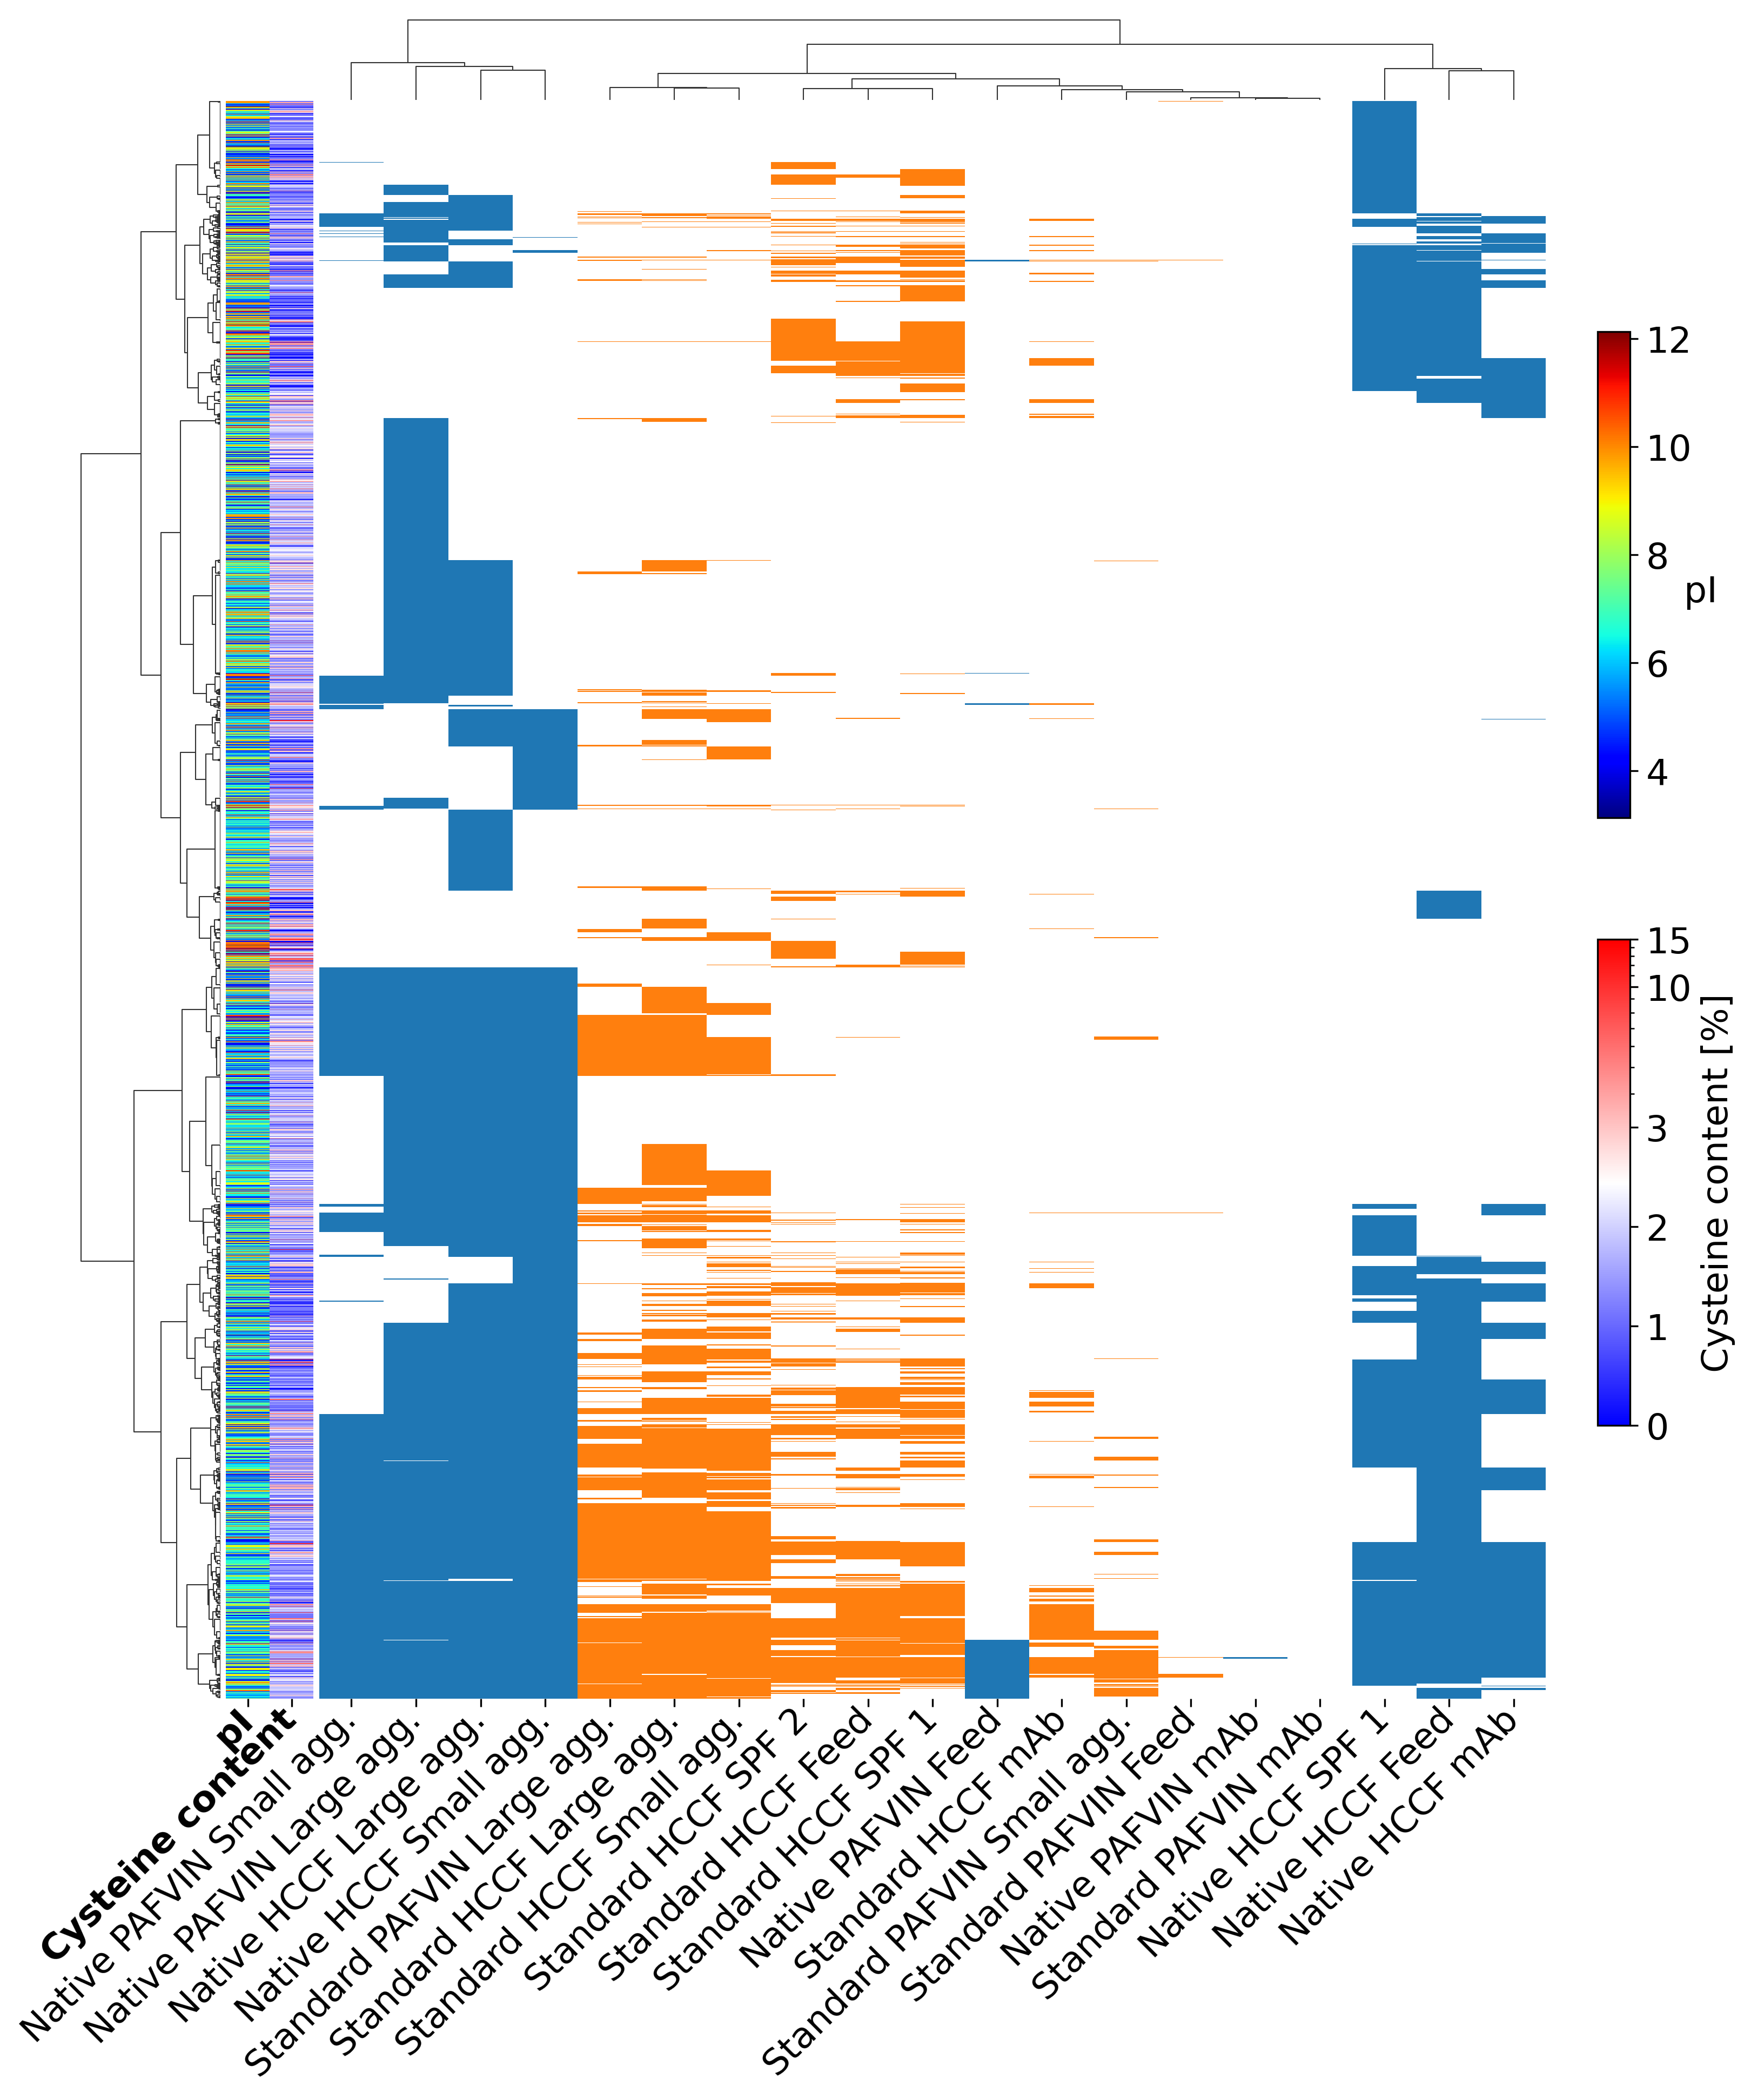 12
10
8
6
4
pI
15
10
3
2
1
0
Cysteine content [%]
pI
Cysteine content
Native PAFVIN Small agg.
Native PAFVIN Large agg.
Native HCCF Large agg.
Native HCCF Small agg.
Standard PAFVIN Large agg.
Standard HCCF Large agg.
Standard HCCF Small agg.
Standard HCCF SPF 2
Standard HCCF Feed
Standard HCCF SPF 1
Native PAFVIN Feed
Standard HCCF mAb
Standard PAFVIN Small agg.
Standard PAFVIN Feed
Native PAFVIN mAb
Standard PAFVIN mAb
Native HCCF SPF 1
Native HCCF Feed
Native HCCF mAb